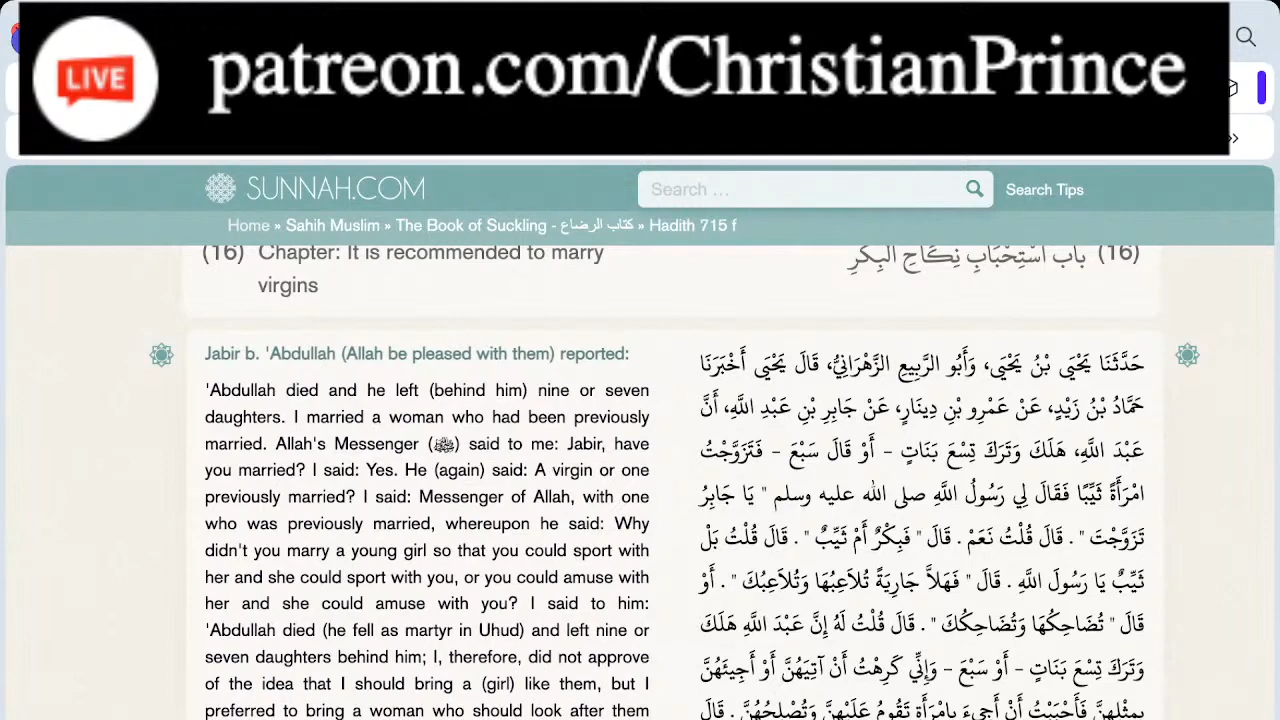 LIVE
patreon.com/ChristianPrince
SUNNAH.COM
Search ...
Search Tips
Home » Sahih Muslim » The Book of Suckling - كتاب الرضاع » Hadith 715 f
(16) Chapter: It is recommended to marry
virgins
(16) باب اسْتِحْبَابِ نِكَاحِ الْبِكْرِ
Jabir b. 'Abdullah (Allah be pleased with them) reported:
'Abdullah died and he left (behind him) nine or seven
daughters. I married a woman who had been previously
married. Allah's Messenger (ﷺ) said to me: Jabir, have
you married? I said: Yes. He (again) said: A virgin or one
previously married? I said: Messenger of Allah, with one
who was previously married, whereupon he said: Why
didn't you marry a young girl so that you could sport with
her and she could sport with you, or you could amuse with
her and she could amuse with you? I said to him:
'Abdullah died (he fell as martyr in Uhud) and left nine or
seven daughters behind him; I, therefore, did not approve
of the idea that I should bring a (girl) like them, but I
preferred to bring a woman who should look after them
حَدَّثَنَا يَحْيَى بْنُ يَحْيَى، وَأَبُو الرَّبِيعِ الزَّهْرَانِيُّ، قَالَ يَحْيَى أَخْبَرَنَا
حَمَّادُ بْنُ زَيْدٍ، عَنْ عَمْرِو بْنِ دِينَارٍ، عَنْ جَابِرِ بْنِ عَبْدِ اللَّهِ، أَنَّ
عَبْدَ اللَّهِ، هَلَكَ وَتَرَكَ تِسْعَ بَنَاتٍ - أَوْ قَالَ سَبْعَ - فَتَزَوَّجْتُ
امْرَأَةً ثَيِّبًا فَقَالَ لِي رَسُولُ اللَّهِ صلى الله عليه وسلم " يَا جَابِرُ
تَزَوَّجْتَ " . قَالَ قُلْتُ نَعَمْ . قَالَ " فَبِكْرٌ أَمْ ثَيِّبٌ " . قَالَ قُلْتُ بَلْ
ثَيِّبٌ يَا رَسُولَ اللَّهِ . قَالَ " فَهَلاَّ جَارِيَةً تُلاَعِبُهَا وَتُلاَعِبُكَ " . أَوْ
قَالَ " تُضَاحِكُهَا وَتُضَاحِكُكَ " . قَالَ قُلْتُ لَهُ إِنَّ عَبْدَ اللَّهِ هَلَكَ
وَتَرَكَ تِسْعَ بَنَاتٍ - أَوْ سَبْعَ - وَإِنِّي كَرِهْتُ أَنْ آتِيَهُنَّ أَوْ أَجِيئَهُنَّ
بِمِثْلِهِنَّ فَأَحْبَبْتُ أَنْ أَجِيءَ بِامْرَأَةٍ تَقُومُ عَلَيْهِنَّ وَتُصْلِحُهُنَّ . قَالَ